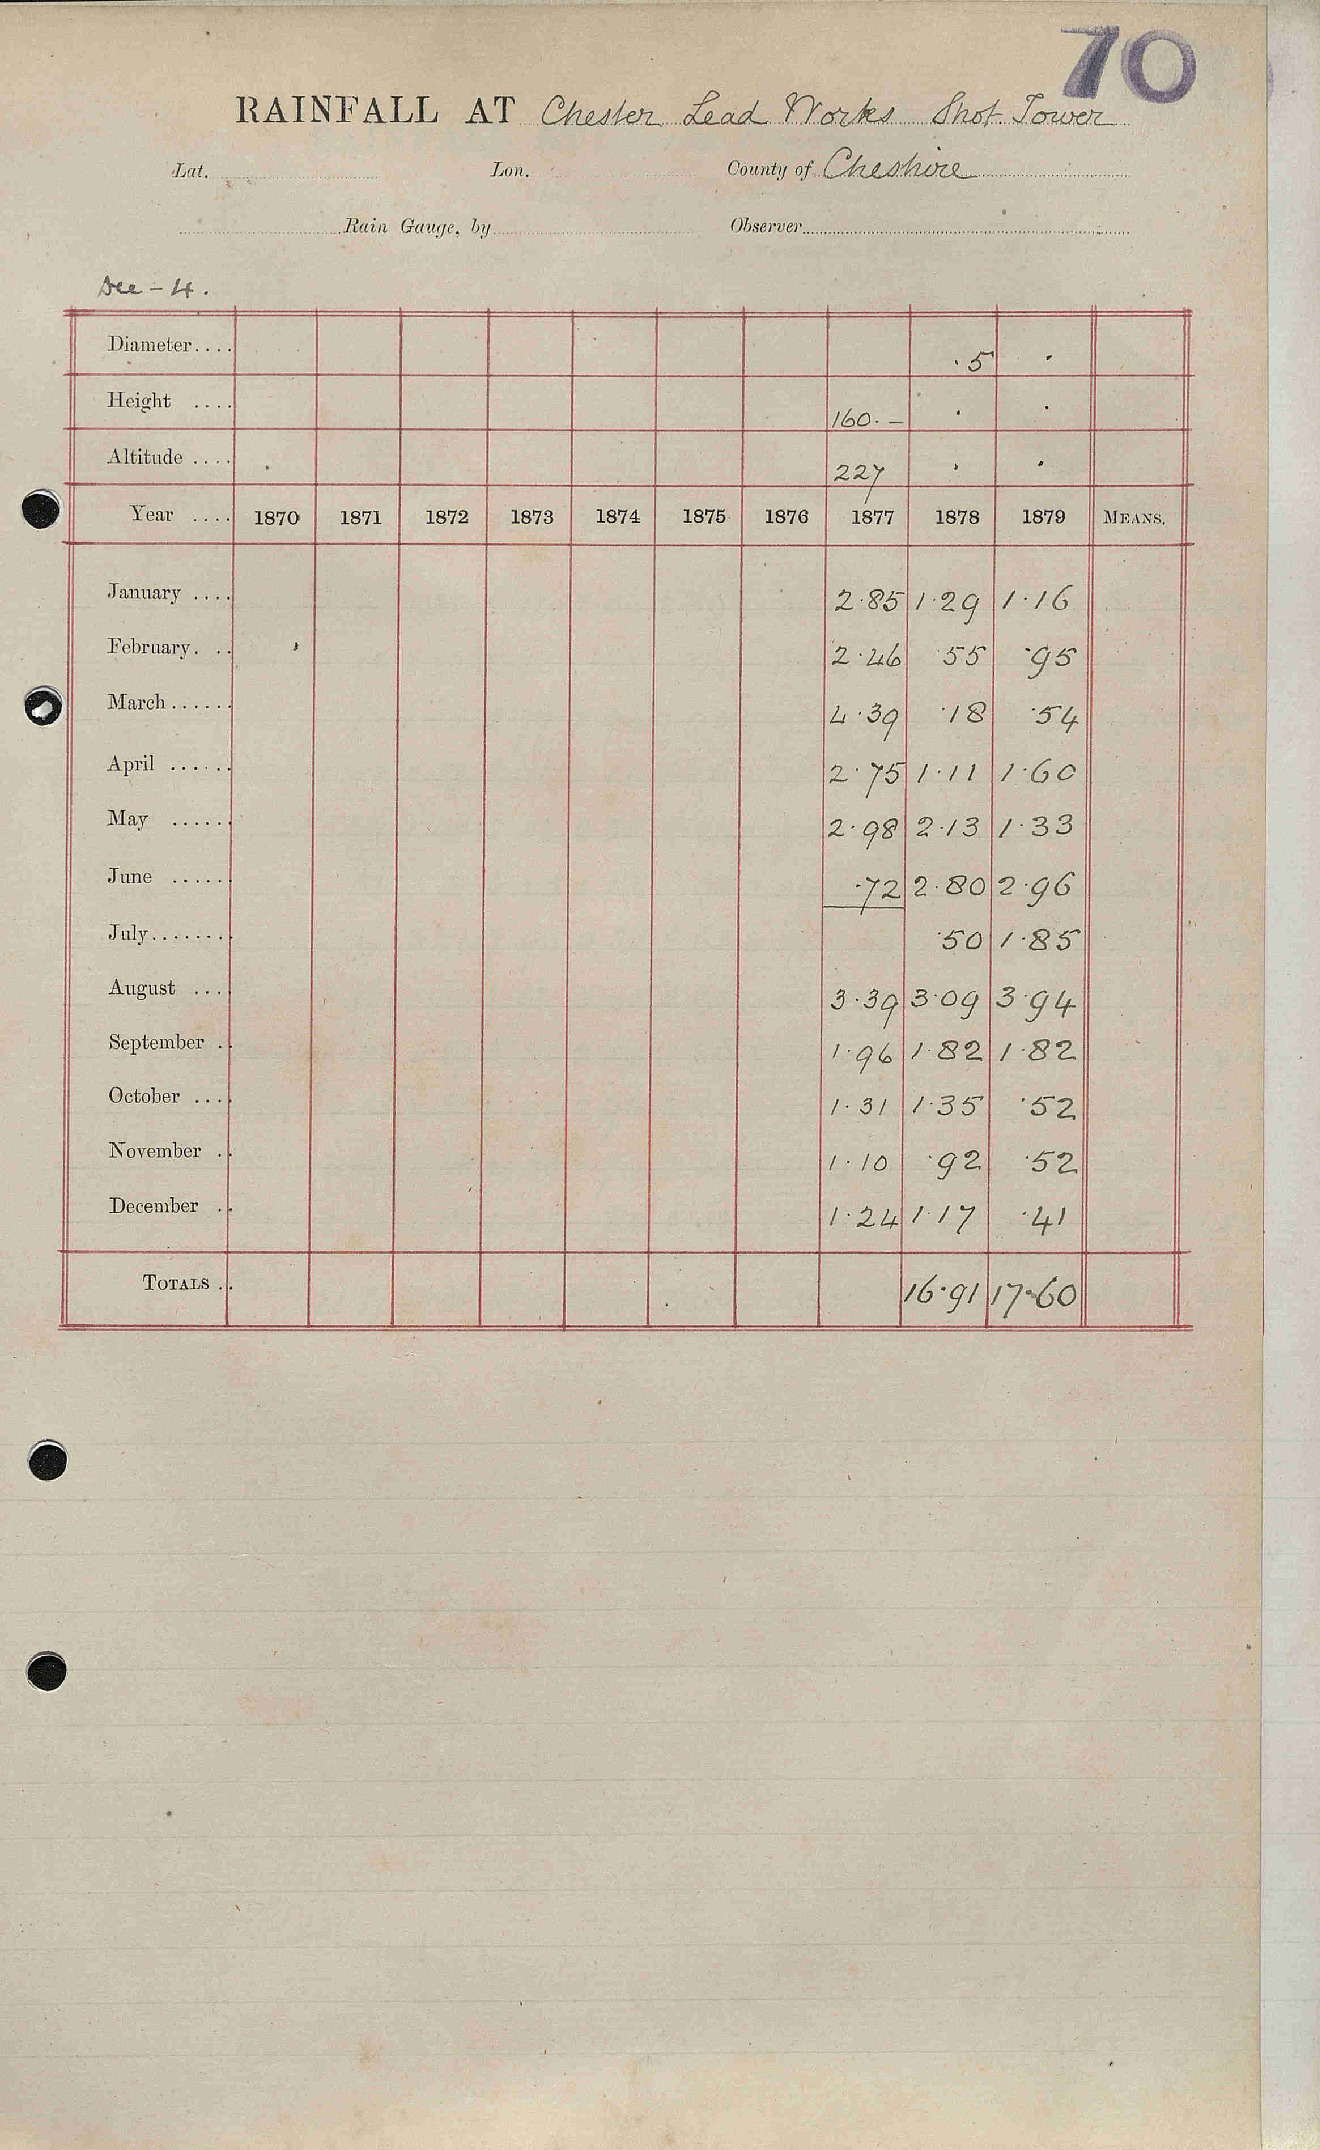 70
RAINFALL AT Chester Lead Works Shot Tower
Lat. Lon. County of Cheshire
Rain Gauge, by Observer
Dee - 4.
Diameter.... ·5 ·
Height .... 160·- · ·
Altitude .... 227 · ·
Year .... 1870 1871 1872 1873 1874 1875 1876 1877 1878 1879 MEANS.
January .... 2·85 1·29 1·16
February. .. 2·46 ·55 ·95
March...... 4·39 ·18 ·54
April ...... 2·75 1·11 1·60
May ...... 2·98 2·13 1·33
June ..... ·72 2·80 2·96
July....... ·50 1·85
August .... 3·39 3·09 3·94
September .. 1·96 1·82 1·82
October .... 1·31 1·35 ·52
November .. 1·10 ·92 ·52
December .. 1·24 1·17 ·41
TOTALS .. 16·91 17·60